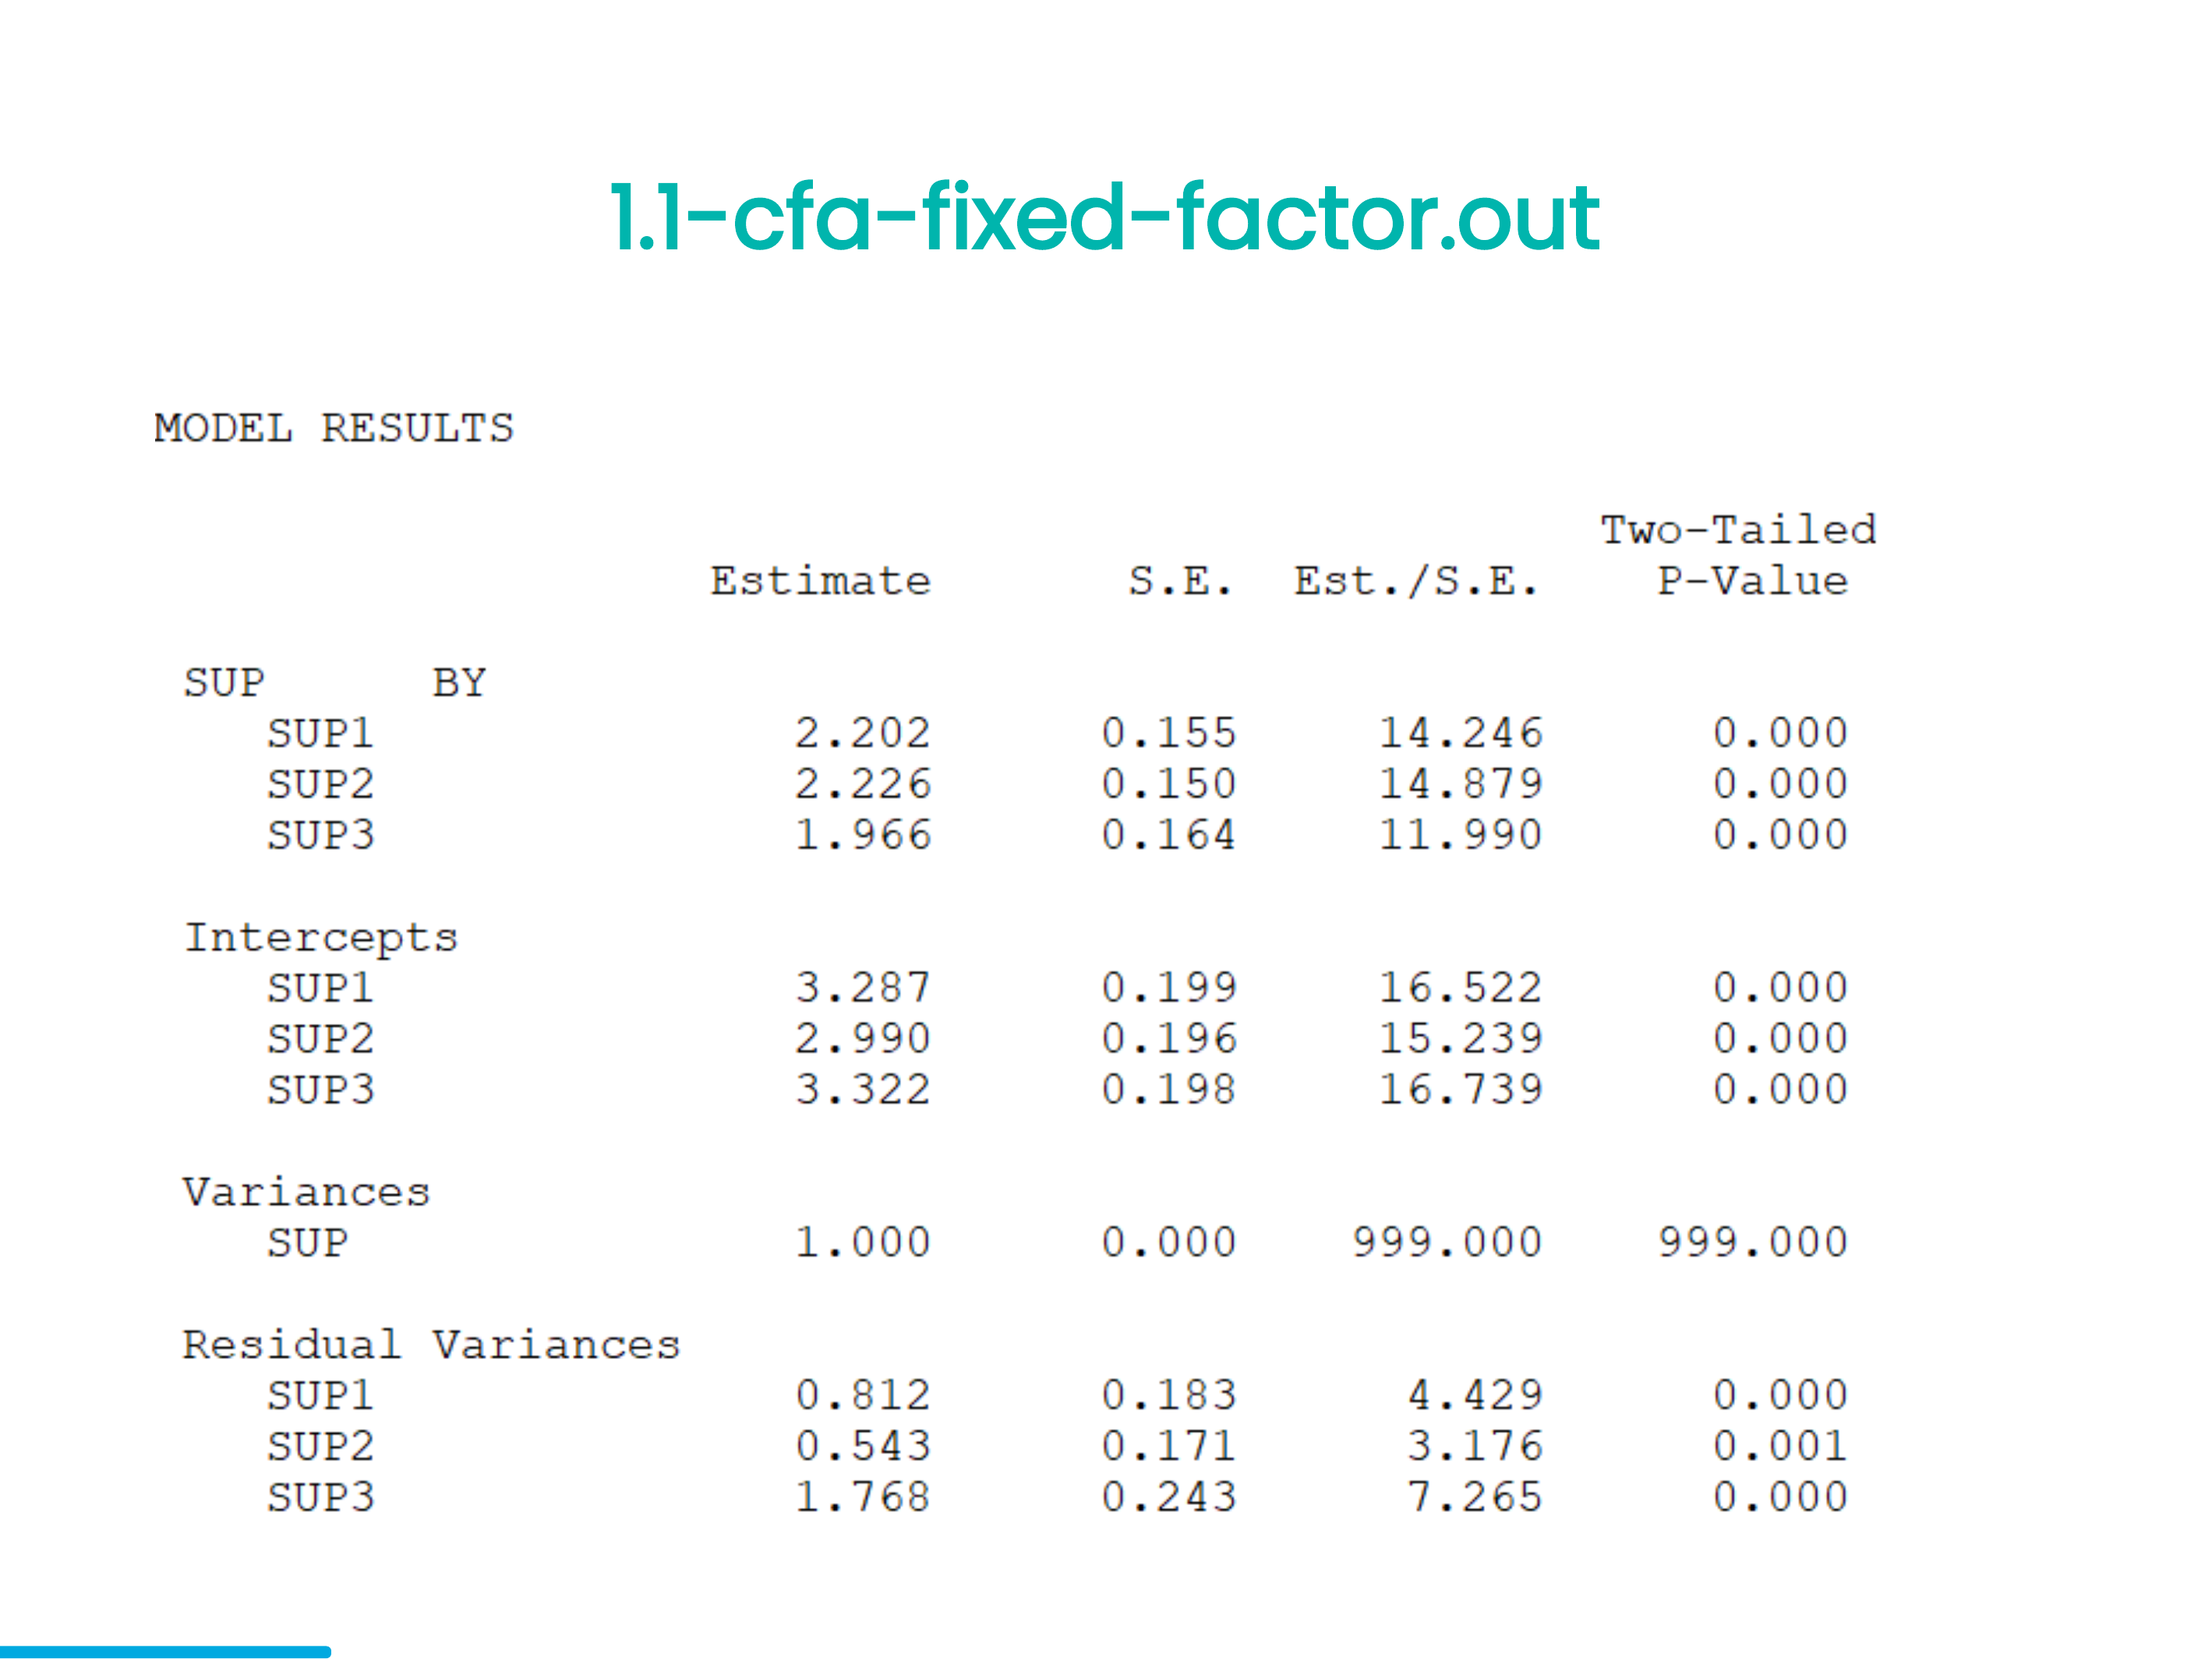 1.1-cfa-fixed-factor.out
MODEL RESULTS
Two-Tailed
Estimate S.E. Est./S.E. P-Value
SUP BY
SUP1 2.202 0.155 14.246 0.000
SUP2 2.226 0.150 14.879 0.000
SUP3 1.966 0.164 11.990 0.000
Intercepts
SUP1 3.287 0.199 16.522 0.000
SUP2 2.990 0.196 15.239 0.000
SUP3 3.322 0.198 16.739 0.000
Variances
SUP 1.000 0.000 999.000 999.000
Residual Variances
SUP1 0.812 0.183 4.429 0.000
SUP2 0.543 0.171 3.176 0.001
SUP3 1.768 0.243 7.265 0.000